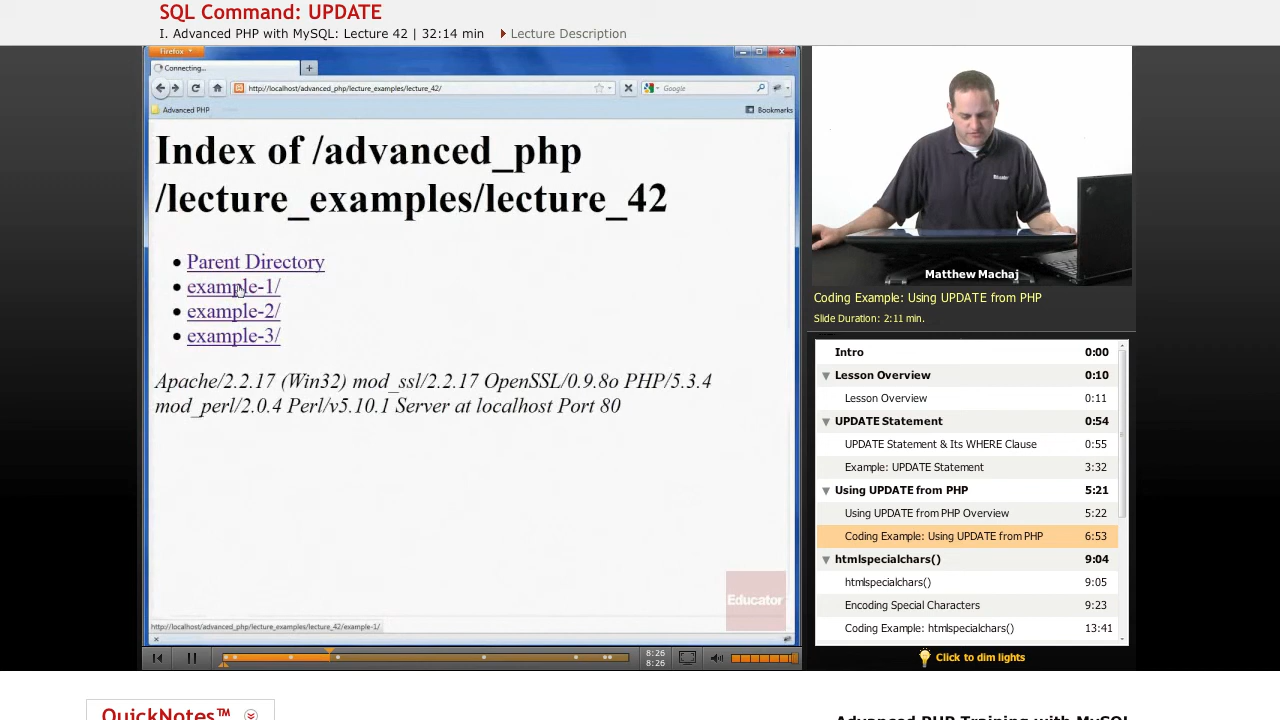 SQL Command: UPDATE
I. Advanced PHP with MySQL: Lecture 42 | 32:14 min
Lecture Description
Firefox
Connecting...
http://localhost/advanced_php/lecture_examples/lecture_42/
Google
Advanced PHP
Bookmarks
Index of /advanced_php
/lecture_examples/lecture_42
Parent Directory
example-1/
example-2/
example-3/
Apache/2.2.17 (Win32) mod_ssl/2.2.17 OpenSSL/0.9.8o PHP/5.3.4
mod_perl/2.0.4 Perl/v5.10.1 Server at localhost Port 80
Educator
http://localhost/advanced_php/lecture_examples/lecture_42/example-1/
8:26
8:26
Matthew Machaj
Coding Example: Using UPDATE from PHP
Slide Duration: 2:11 min.
Intro 0:00
Lesson Overview 0:10
Lesson Overview 0:11
UPDATE Statement 0:54
UPDATE Statement & Its WHERE Clause 0:55
Example: UPDATE Statement 3:32
Using UPDATE from PHP 5:21
Using UPDATE from PHP Overview 5:22
Coding Example: Using UPDATE from PHP 6:53
htmlspecialchars() 9:04
htmlspecialchars() 9:05
Encoding Special Characters 9:23
Coding Example: htmlspecialchars() 13:41
Click to dim lights
QuickNotes™
Advanced PHP Training with MySQL